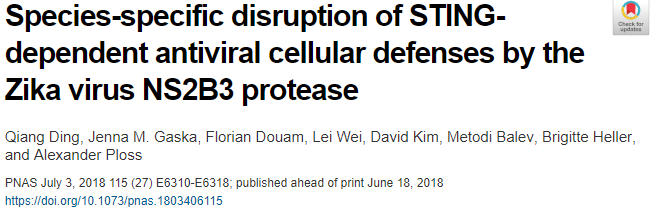 Species-specific disruption of STING-
dependent antiviral cellular defenses by the
Zika virus NS2B3 protease
Check for
updates
Qiang Ding, Jenna M. Gaska, Florian Douam, Lei Wei, David Kim, Metodi Balev, Brigitte Heller,
and Alexander Ploss
PNAS July 3, 2018 115 (27) E6310-E6318; published ahead of print June 18, 2018
https://doi.org/10.1073/pnas.1803406115